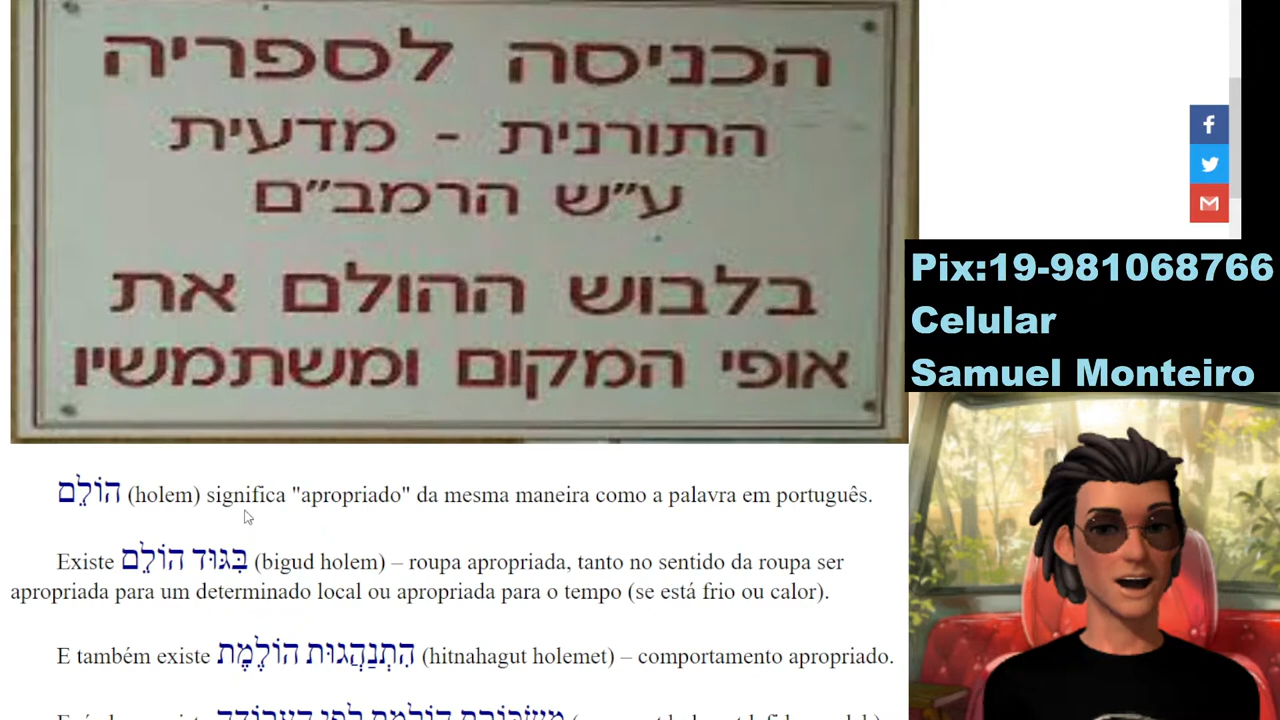 הכניסה לספריה
התורנית - מדעית
ע"ש הרמב"ם
בלבוש ההולם את
אופי המקום ומשתמשיו
f
Pix:19-981068766
Celular
Samuel Monteiro
הוֹלֵם (holem) significa "apropriado" da mesma maneira como a palavra em português.
Existe בִּגּוּד הוֹלֵם (bigud holem) – roupa apropriada, tanto no sentido da roupa ser
apropriada para um determinado local ou apropriada para o tempo (se está frio ou calor).
E também existe הִתְנַהֲגוּת הוֹלֶמֶת (hitnahagut holemet) – comportamento apropriado.